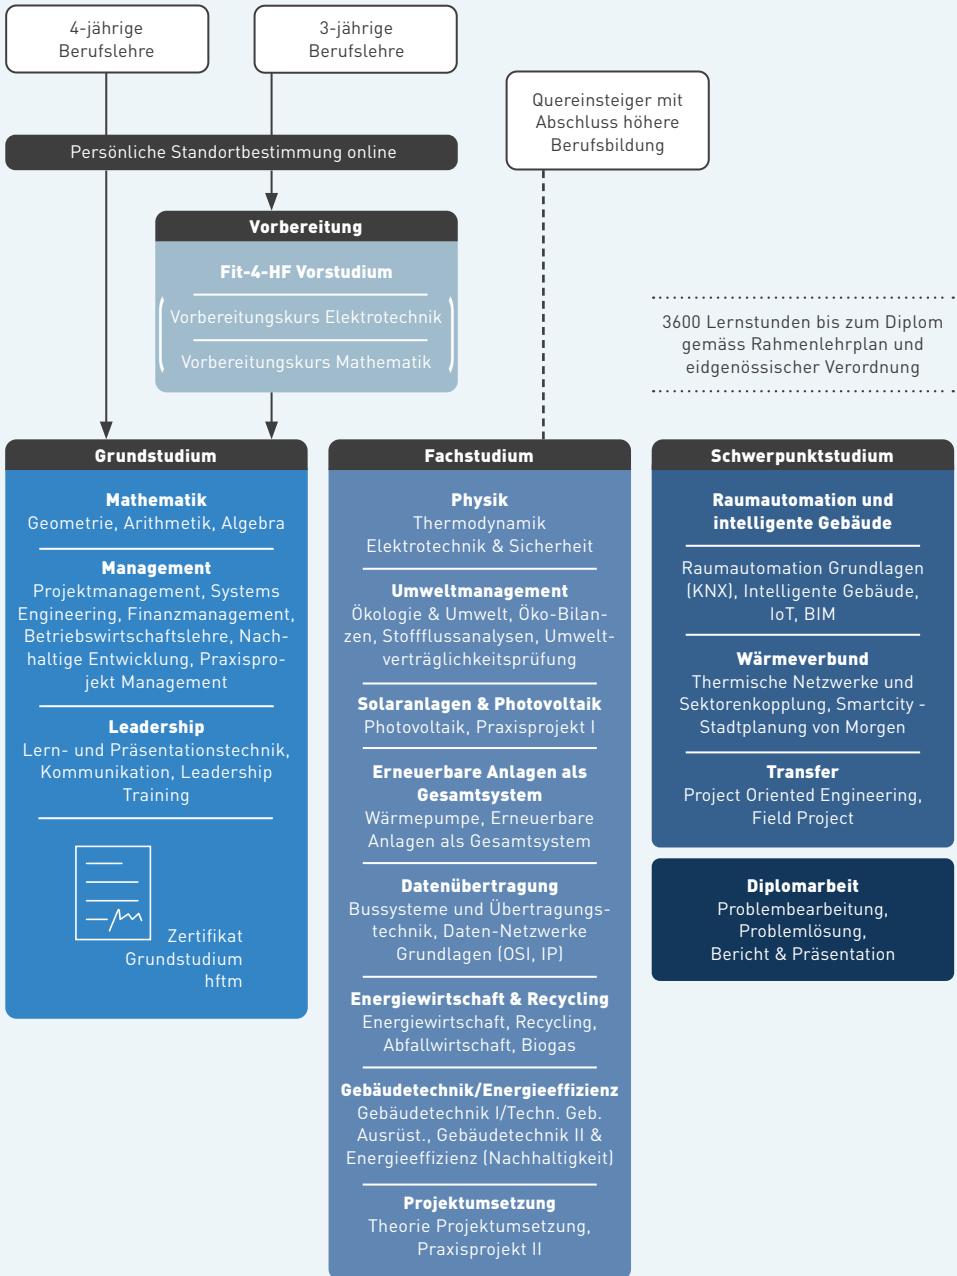 4-jährige
Berufslehre
3-jährige
Berufslehre
Quereinsteiger mit
Abschluss höhere
Berufsbildung
Persönliche Standortbestimmung online
Vorbereitung
Fit-4-HF Vorstudium
Vorbereitungskurs Elektrotechnik
Vorbereitungskurs Mathematik
3600 Lernstunden bis zum Diplom
gemäss Rahmenlehrplan und
eidgenössischer Verordnung
Grundstudium
Mathematik
Geometrie, Arithmetik, Algebra
Management
Projektmanagement, Systems
Engineering, Finanzmanagement,
Betriebswirtschaftslehre, Nach-
haltige Entwicklung, Praxispro-
jekt Management
Leadership
Lern- und Präsentationstechnik,
Kommunikation, Leadership
Training
Zertifikat
Grundstudium
hftm
Fachstudium
Physik
Thermodynamik
Elektrotechnik & Sicherheit
Umweltmanagement
Ökologie & Umwelt, Öko-Bilan-
zen, Stoffflussanalysen, Umwelt-
verträglichkeitsprüfung
Solaranlagen & Photovoltaik
Photovoltaik, Praxisprojekt I
Erneuerbare Anlagen als
Gesamtsystem
Wärmepumpe, Erneuerbare
Anlagen als Gesamtsystem
Datenübertragung
Bussysteme und Übertragungs-
technik, Daten-Netzwerke
Grundlagen (OSI, IP)
Energiewirtschaft & Recycling
Energiewirtschaft, Recycling,
Abfallwirtschaft, Biogas
Gebäudetechnik/Energieeffizienz
Gebäudetechnik I/Techn. Geb.
Ausrüst., Gebäudetechnik II &
Energieeffizienz (Nachhaltigkeit)
Projektumsetzung
Theorie Projektumsetzung,
Praxisprojekt II
Schwerpunktstudium
Raumautomation und
intelligente Gebäude
Raumautomation Grundlagen
(KNX), Intelligente Gebäude,
IoT, BIM
Wärmeverbund
Thermische Netzwerke und
Sektorenkopplung, Smartcity -
Stadtplanung von Morgen
Transfer
Project Oriented Engineering,
Field Project
Diplomarbeit
Problembearbeitung,
Problemlösung,
Bericht & Präsentation